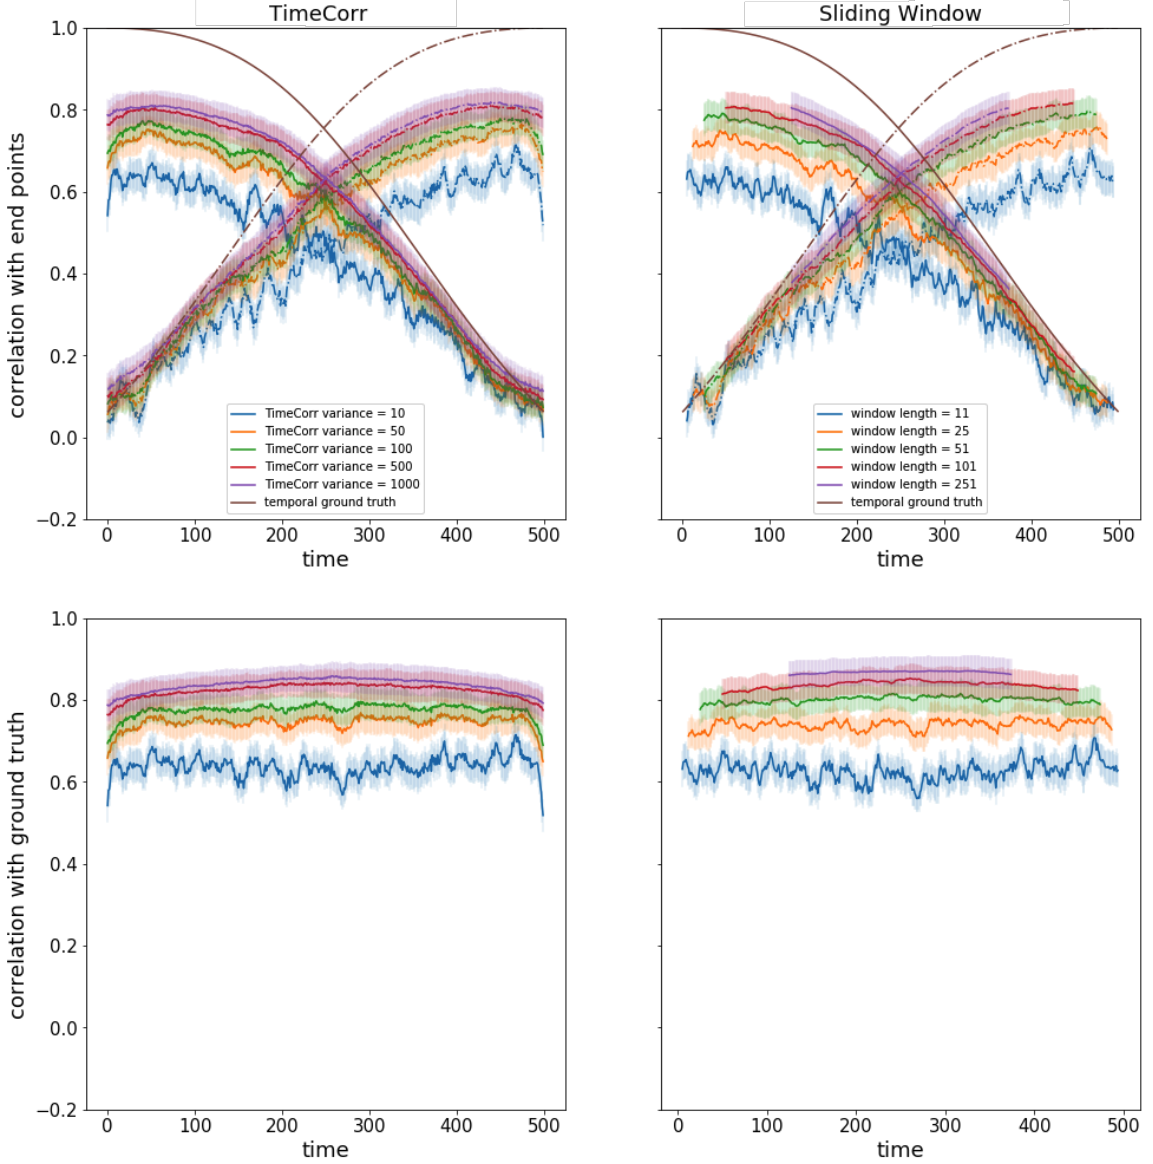 TimeCorr
Sliding Window
correlation with end points
1.0
0.8
0.6
0.4
0.2
0.0
−0.2
TimeCorr variance = 10
TimeCorr variance = 50
TimeCorr variance = 100
TimeCorr variance = 500
TimeCorr variance = 1000
temporal ground truth
0 100 200 300 400 500
time
window length = 11
window length = 25
window length = 51
window length = 101
window length = 251
temporal ground truth
0 100 200 300 400 500
time
correlation with ground truth
1.0
0.8
0.6
0.4
0.2
0.0
−0.2
0 100 200 300 400 500
time
0 100 200 300 400 500
time